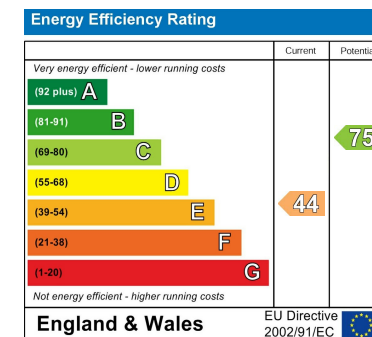 Energy Efficiency Rating
Current Potentia
Very energy efficient - lower running costs
(92 plus) A
(81-91) B
(69-80) C
75
(55-68) D
(39-54) E
44
(21-38) F
(1-20) G
Not energy efficient - higher running costs
England & Wales
EU Directive
2002/91/EC